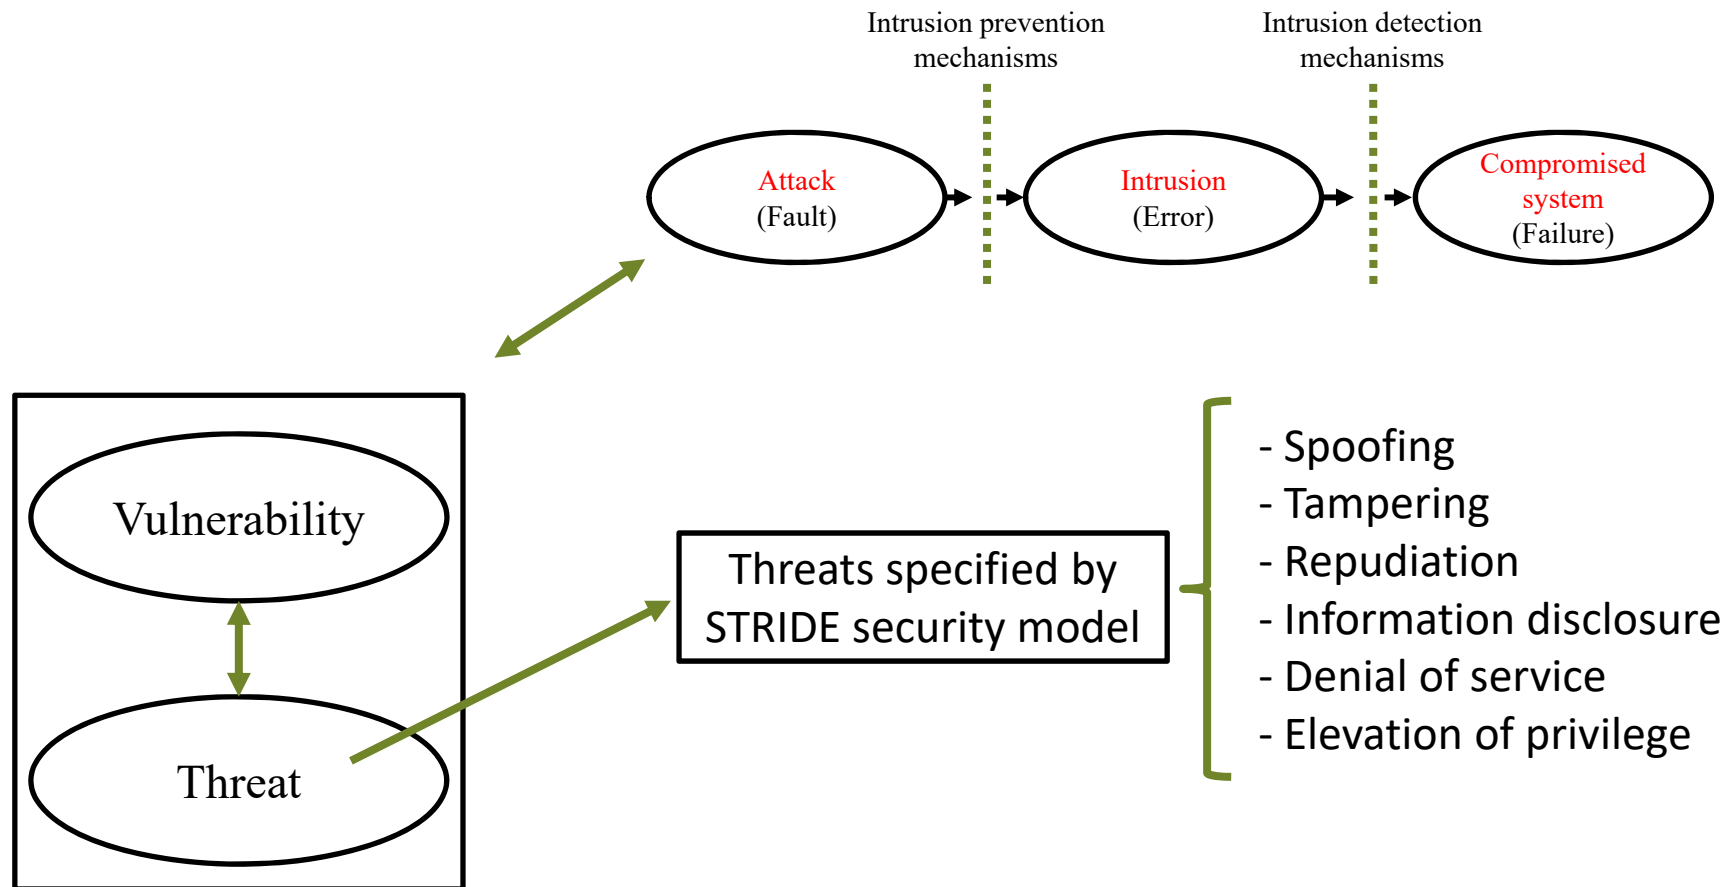 Intrusion prevention
mechanisms
Intrusion detection
mechanisms
Attack
(Fault)
Intrusion
(Error)
Compromised
system
(Failure)
Vulnerability
Threat
Threats specified by
STRIDE security model
- Spoofing
- Tampering
- Repudiation
- Information disclosure
- Denial of service
- Elevation of privilege